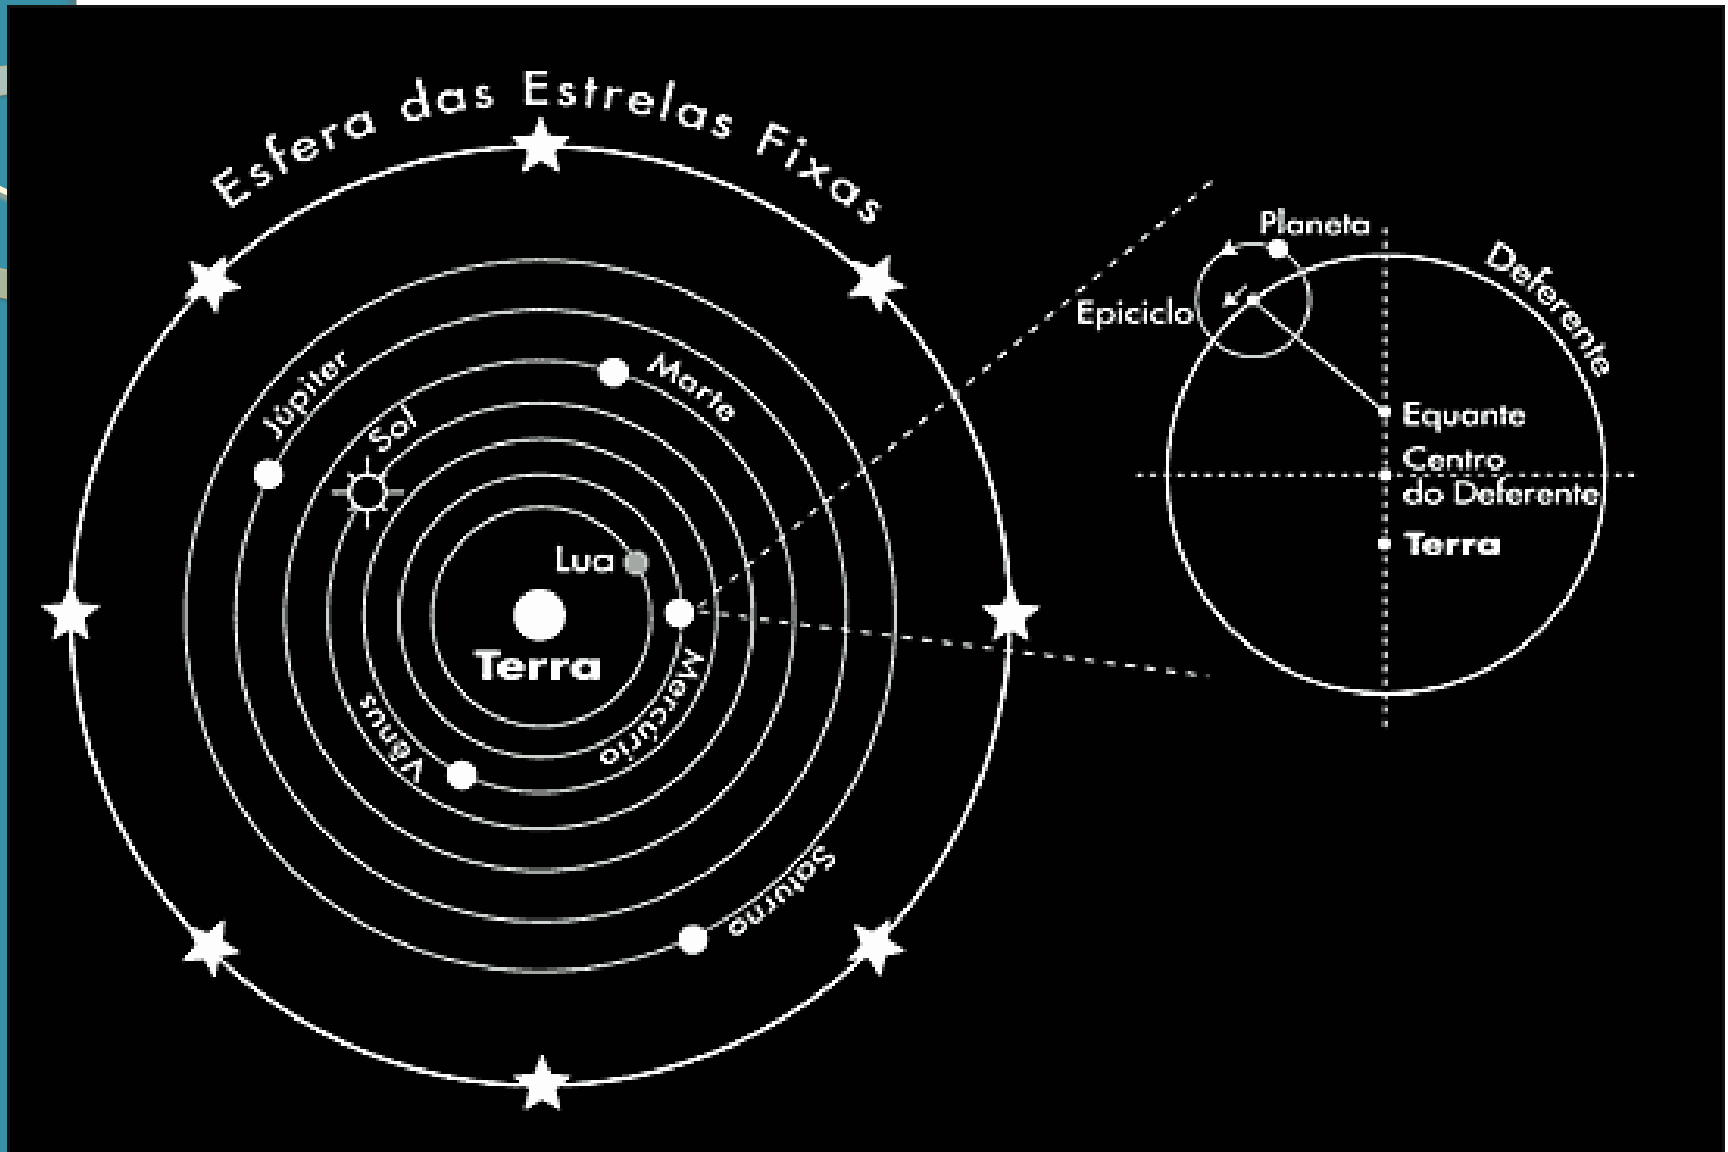 Esfera das Estrelas Fixas
Júpiter
Sol
Marte
Lua
Terra
Mercúrio
Vênus
Saturno
Planeta
Deferente
Epiciclo
Equante
Centro
do Deferente
Terra